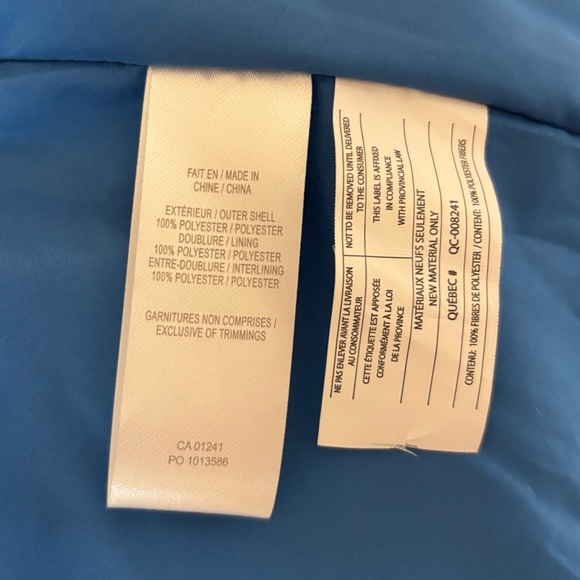 FAIT EN / MADE IN
CHINE / CHINA
EXTÉRIEUR / OUTER SHELL
100% POLYESTER / POLYESTER
DOUBLURE / LINING
100% POLYESTER / POLYESTER
ENTRE-DOUBLURE / INTERLINING
100% POLYESTER / POLYESTER
GARNITURES NON COMPRISES /
EXCLUSIVE OF TRIMMINGS
CA 01241
PO 1013586
NOT TO BE REMOVED UNTIL DELIVERED
TO THE CONSUMER
THIS LABEL IS AFFIXED
IN COMPLIANCE
WITH PROVINCIAL LAW
NE PAS ENLEVER AVANT LA LIVRAISON
AU CONSOMMATEUR
CETTE ÉTIQUETTE EST APPOSÉE
CONFORMÉMENT À LA LOI
DE LA PROVINCE
MATÉRIAUX NEUFS SEULEMENT
NEW MATERIAL ONLY
QUÉBEC # QC-008241
CONTENU: 100% FIBRES DE POLYESTER / CONTENT: 100% POLYESTER FIBERS